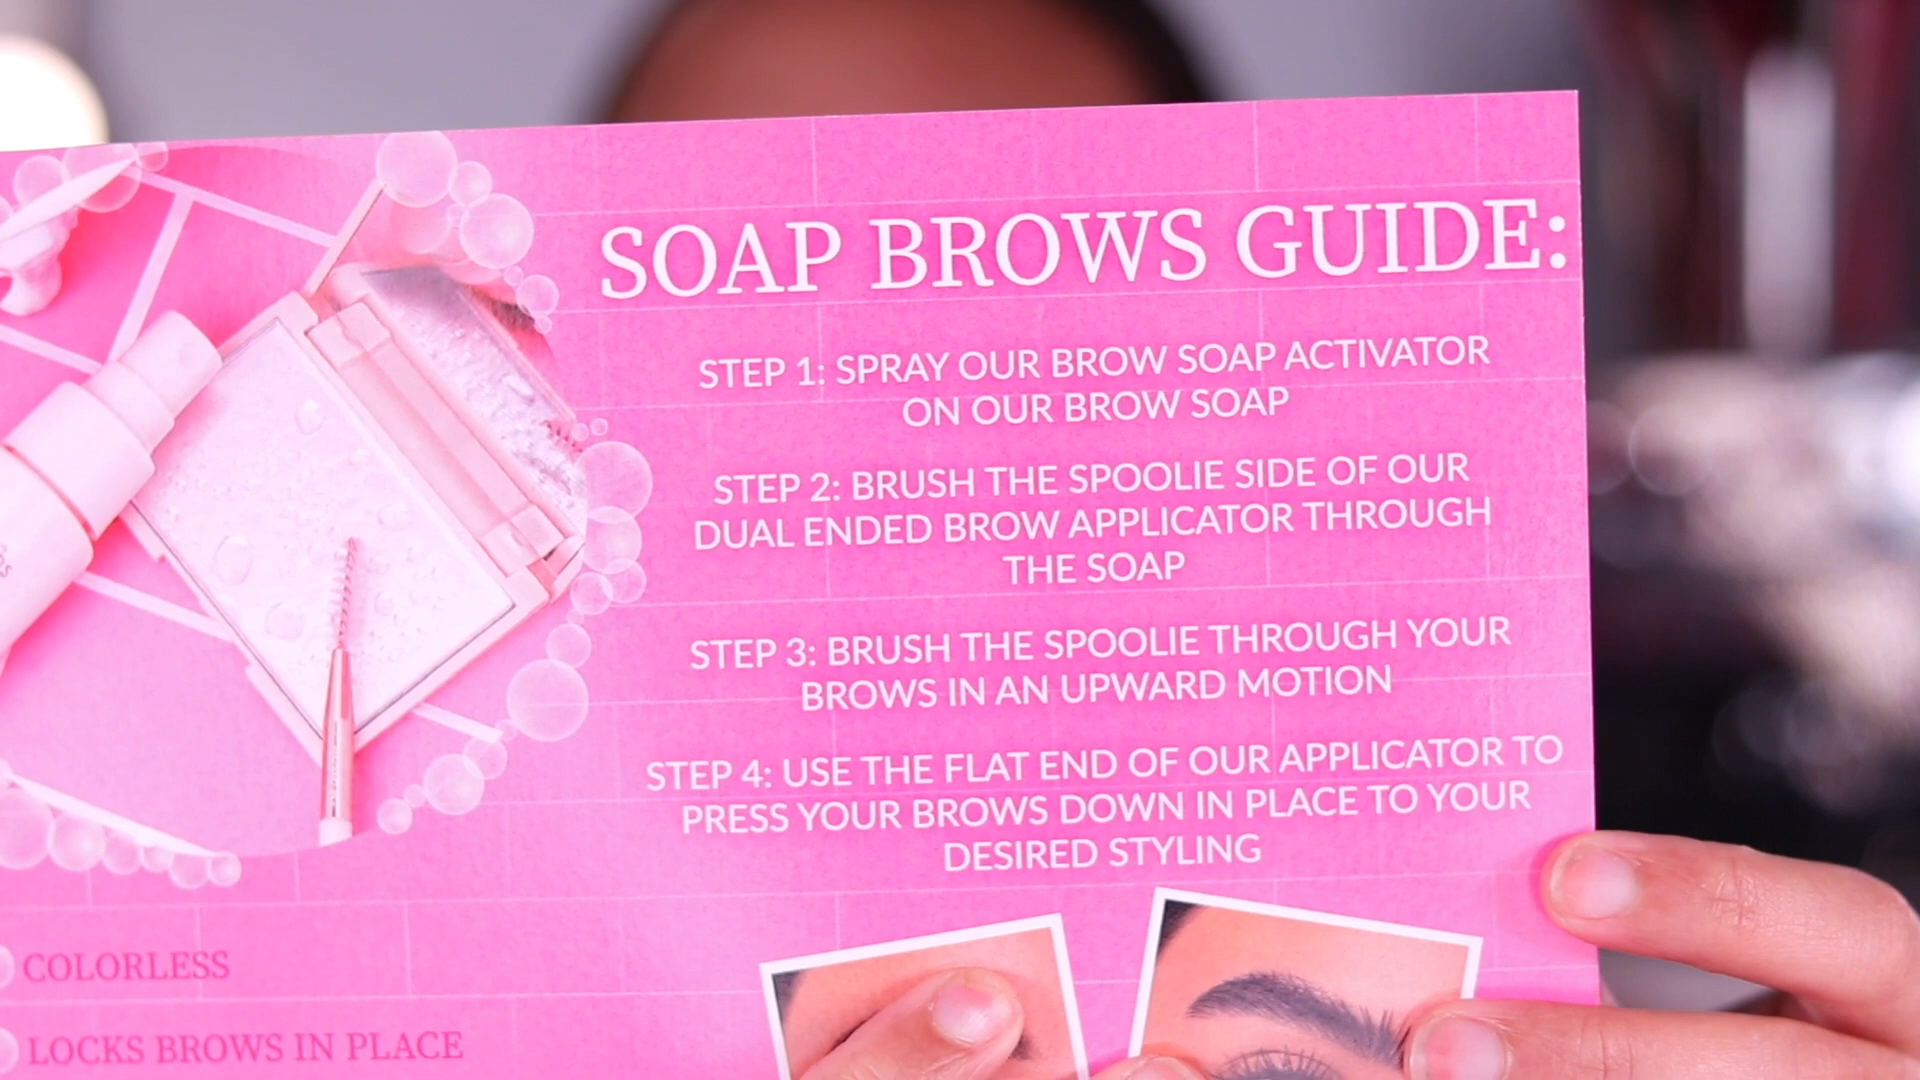 SOAP BROWS GUIDE:
STEP 1: SPRAY OUR BROW SOAP ACTIVATOR
ON OUR BROW SOAP
STEP 2: BRUSH THE SPOOLIE SIDE OF OUR
DUAL ENDED BROW APPLICATOR THROUGH
THE SOAP
STEP 3: BRUSH THE SPOOLIE THROUGH YOUR
BROWS IN AN UPWARD MOTION
STEP 4: USE THE FLAT END OF OUR APPLICATOR TO
PRESS YOUR BROWS DOWN IN PLACE TO YOUR
DESIRED STYLING
COLORLESS
LOCKS BROWS IN PLACE